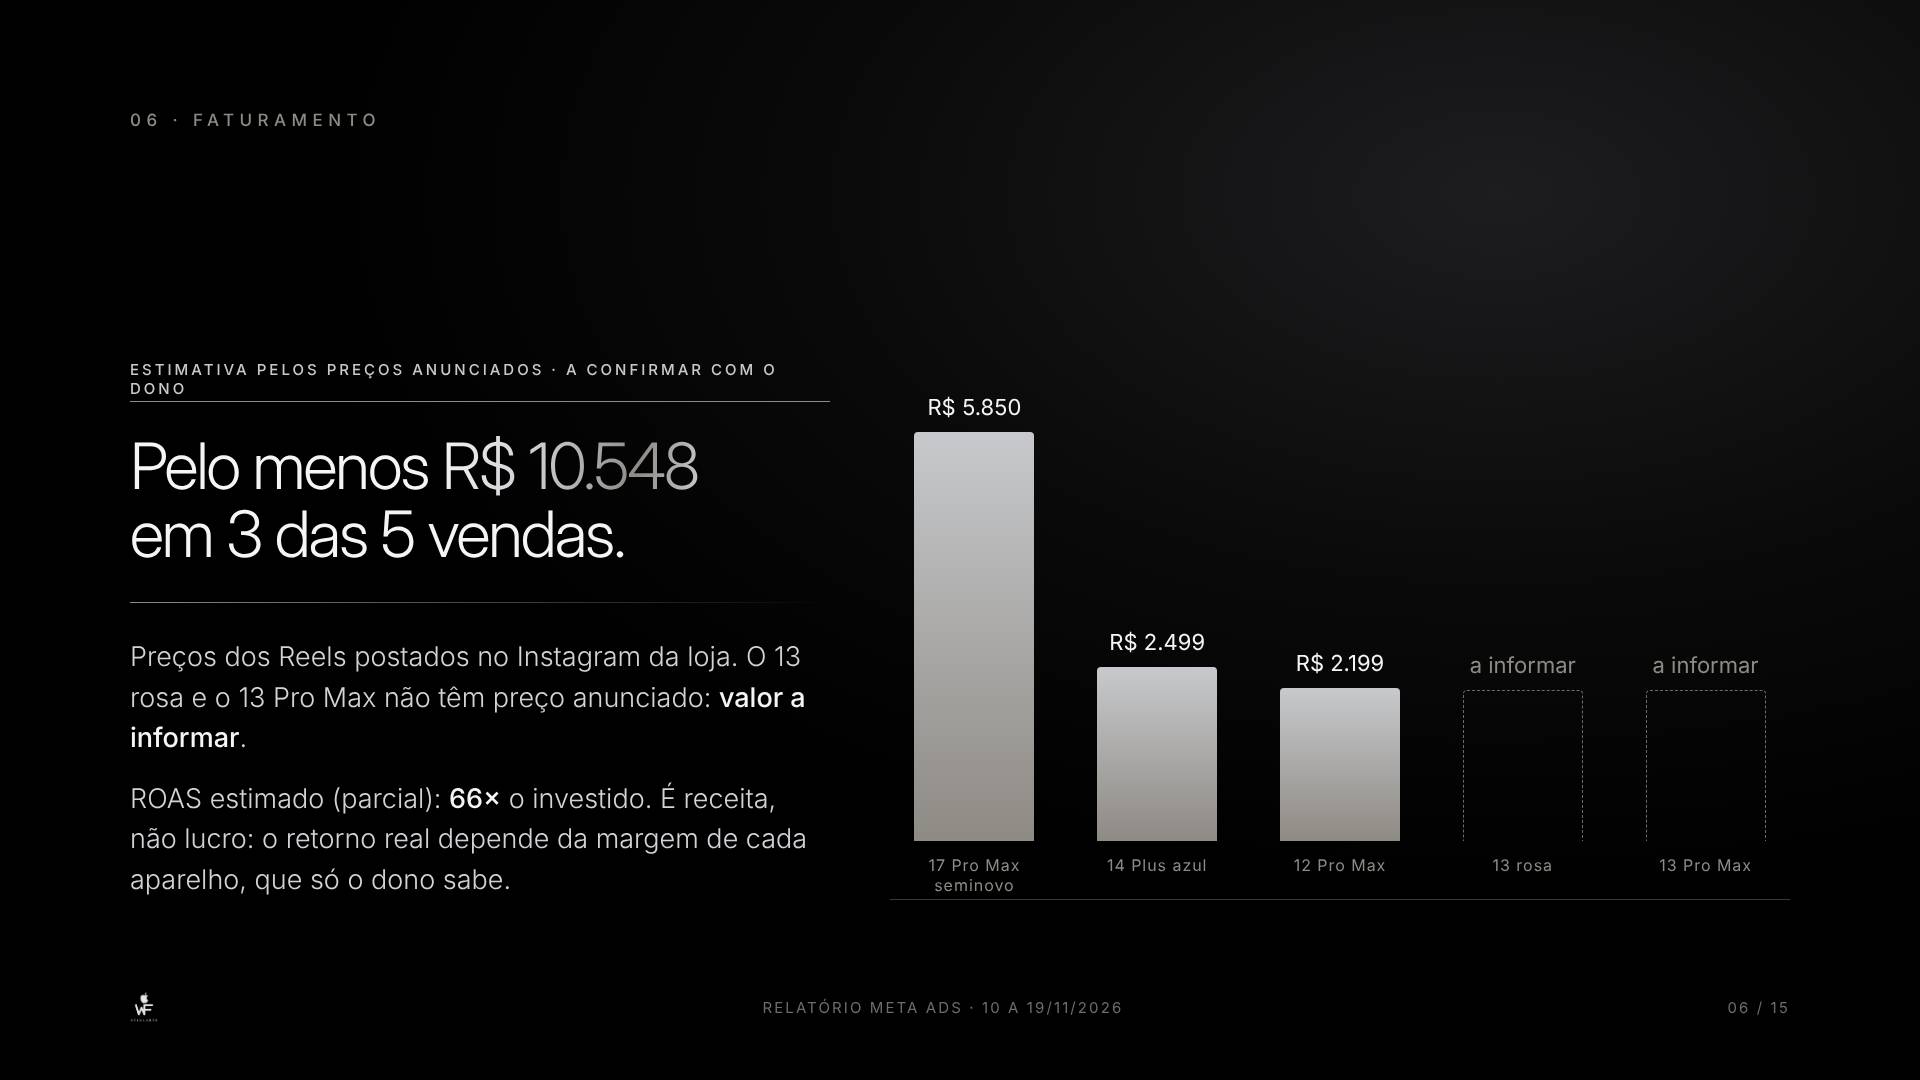 06 · FATURAMENTO
ESTIMATIVA PELOS PREÇOS ANUNCIADOS · A CONFIRMAR COM O
DONO
Pelo menos R$ 10.548
em 3 das 5 vendas.
Preços dos Reels postados no Instagram da loja. O 13
rosa e o 13 Pro Max não têm preço anunciado: valor a
informar.
ROAS estimado (parcial): 66× o investido. É receita,
não lucro: o retorno real depende da margem de cada
aparelho, que só o dono sabe.
R$ 5.850
R$ 2.499
R$ 2.199
a informar
a informar
17 Pro Max
seminovo
14 Plus azul
12 Pro Max
13 rosa
13 Pro Max
WF
RELATÓRIO META ADS · 10 A 19/11/2026
06 / 15